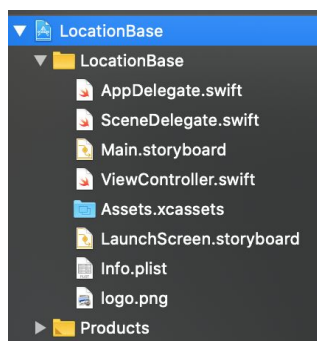 LocationBase
LocationBase
AppDelegate.swift
SceneDelegate.swift
Main.storyboard
ViewController.swift
Assets.xcassets
LaunchScreen.storyboard
Info.plist
logo.png
Products